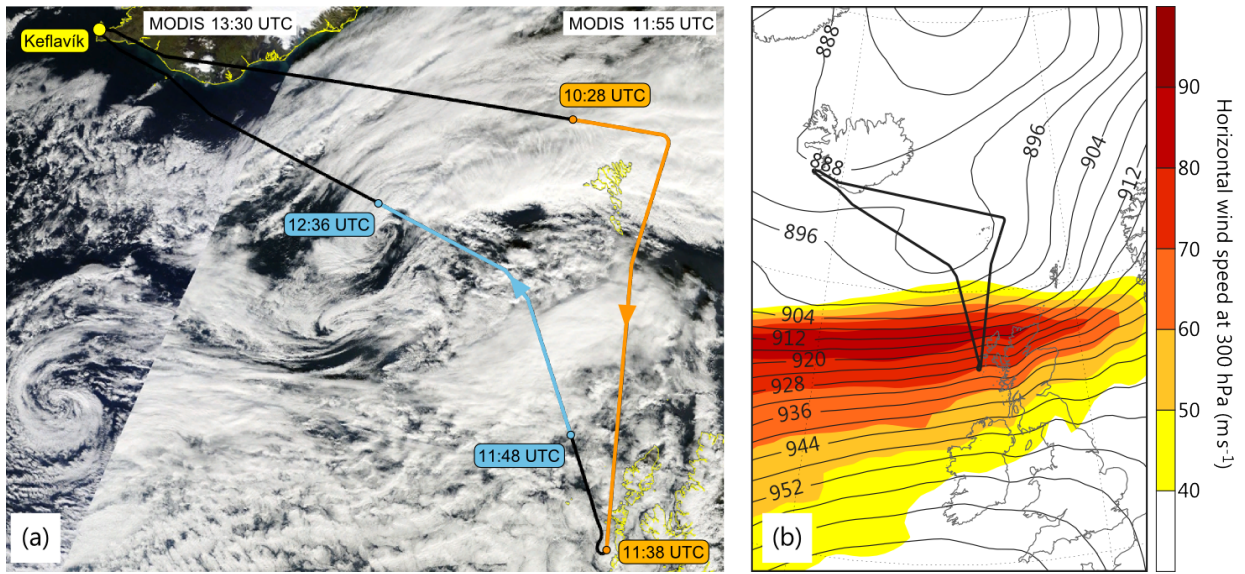 MODIS 13:30 UTC
MODIS 11:55 UTC
Keflavík
10:28 UTC
12:36 UTC
11:48 UTC
11:38 UTC
(a)
888
888
896
904
912
896
904
912
920
928
936
944
952
(b)
90
80
70
60
50
40
Horizontal wind speed at 300 hPa (m s-1)